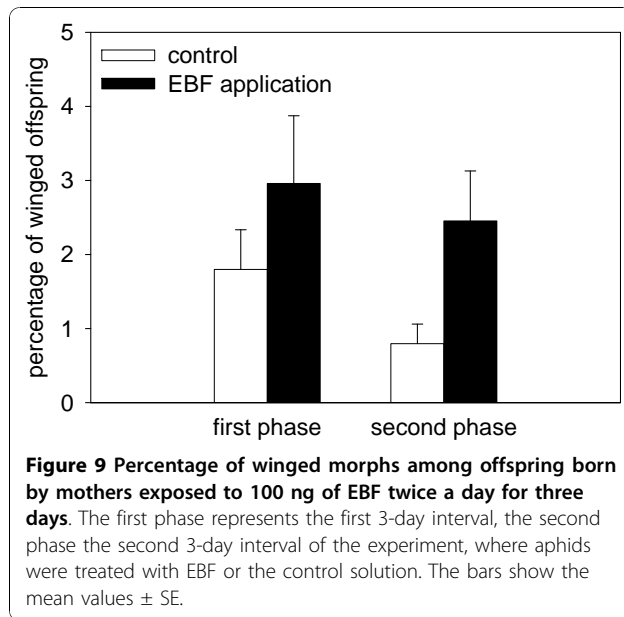 5
control
EBF application
4
3
2
1
0
percentage of winged offspring
first phase second phase
Figure 9 Percentage of winged morphs among offspring born
by mothers exposed to 100 ng of EBF twice a day for three
days. The first phase represents the first 3-day interval, the second
phase the second 3-day interval of the experiment, where aphids
were treated with EBF or the control solution. The bars show the
mean values ± SE.